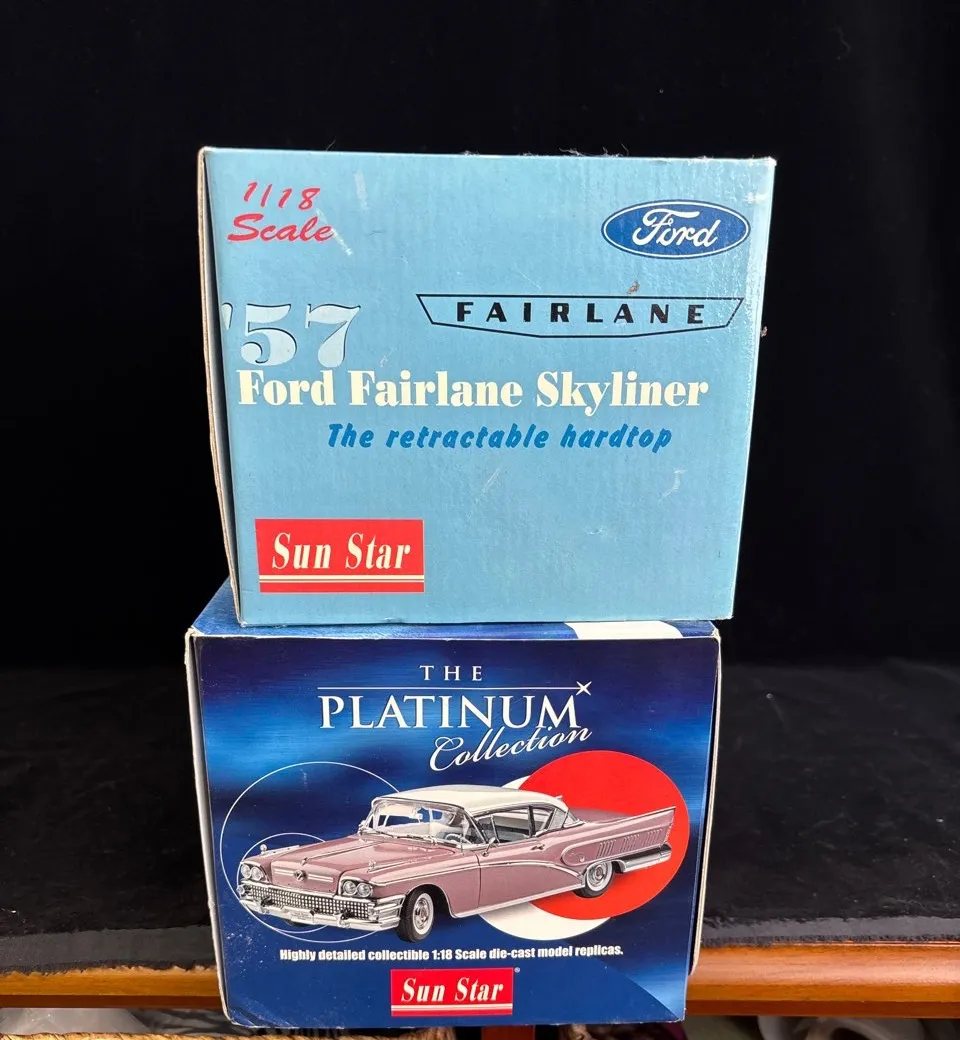 1/18
Scale
Ford
'57
FAIRLANE
Ford Fairlane Skyliner
The retractable hardtop
Sun Star
THE
PLATINUM
Collection
Highly detailed collectible 1:18 Scale die-cast model replicas.
Sun Star®